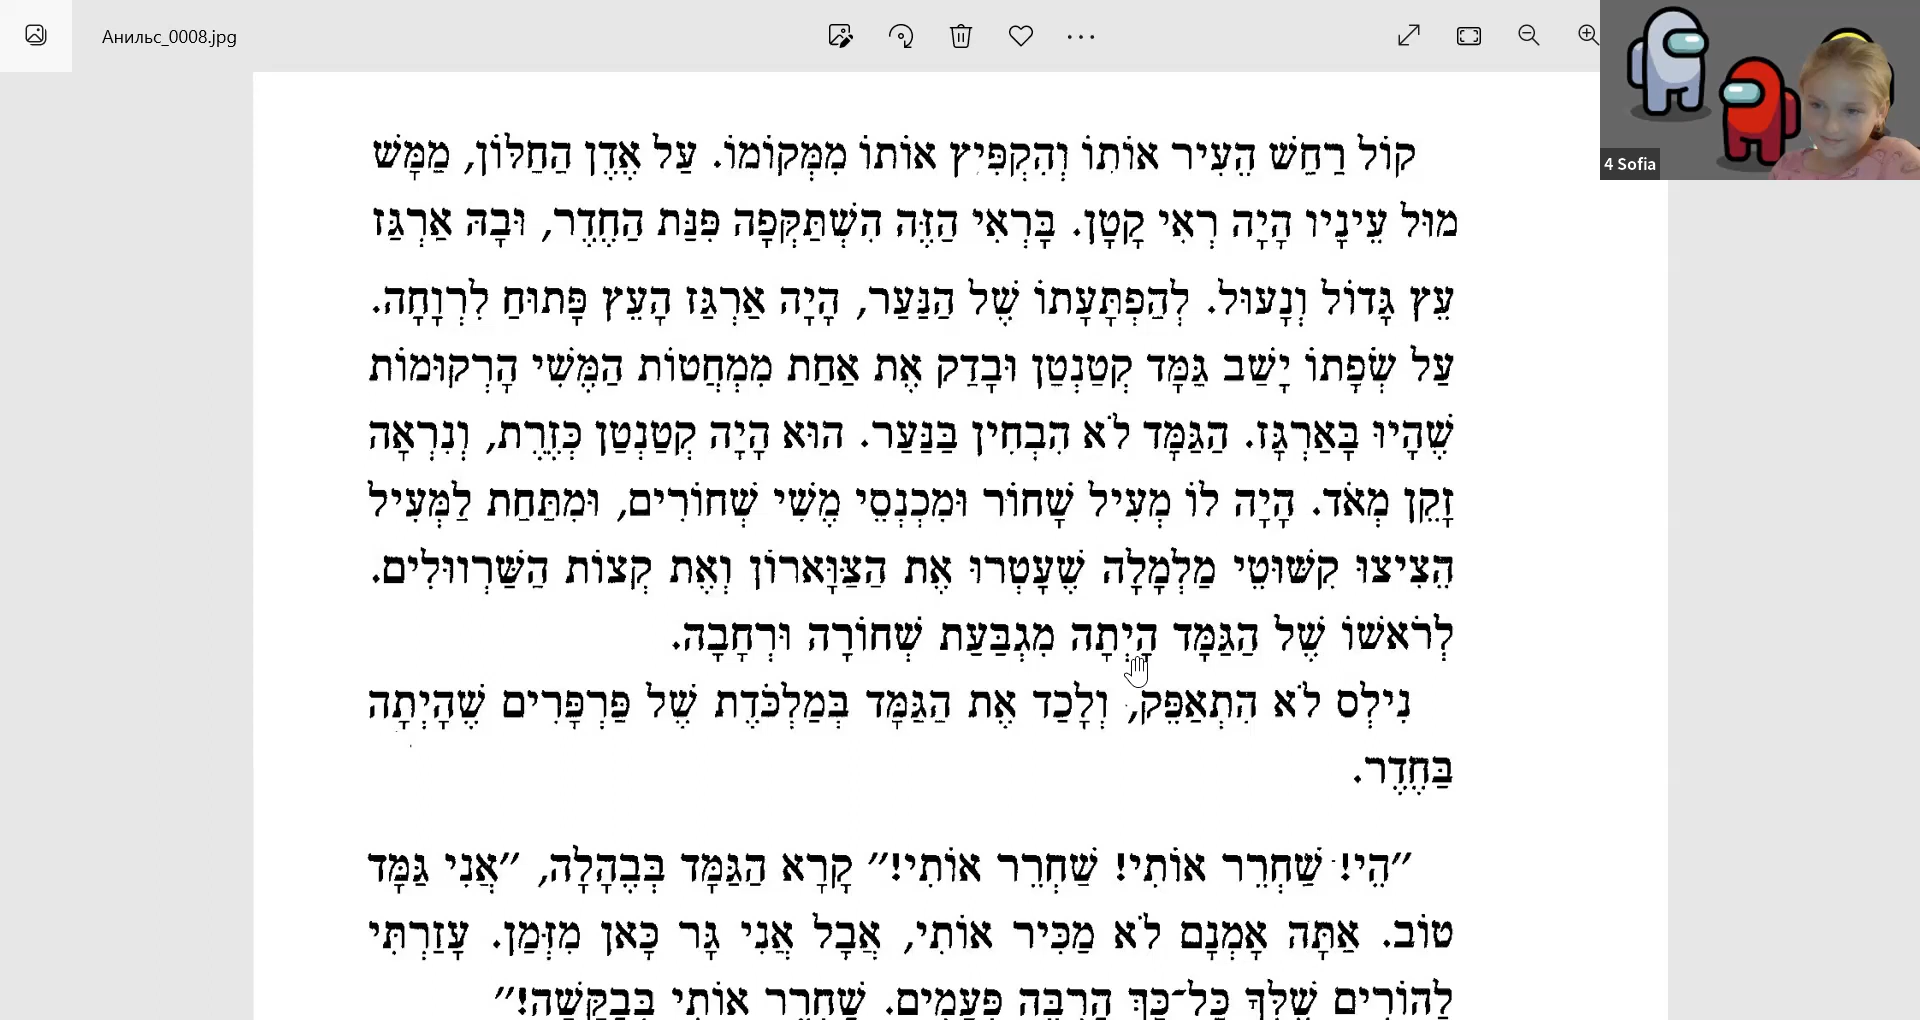 Анильс_0008.jpg
4 Sofia
קוֹל רַחַשׁ הֵעִיר אוֹתוֹ וְהִקְפִּיץ אוֹתוֹ מִמְּקוֹמוֹ. עַל אֶדֶן הַחַלּוֹן, מַמָּשׁ
מוּל עֵינָיו הָיָה רְאִי קָטָן. בָּרְאִי הַזֶּה הִשְׁתַּקְּפָה פִּנַּת הַחֶדֶר, וּבָהּ אַרְגַּז
עֵץ גָּדוֹל וְנָעוּל. לְהַפְתָּעָתוֹ שֶׁל הַנַּעַר, הָיָה אַרְגַּז הָעֵץ פָּתוּחַ לִרְוָחָה.
עַל שְׂפָתוֹ יָשַׁב גַּמָּד קְטַנְטַן וּבָדַק אֶת אַחַת מִמְחֲטוֹת הַמֶּשִׁי הָרְקוּמוֹת
שֶׁהָיוּ בָּאַרְגָּז. הַגַּמָּד לֹא הִבְחִין בַּנַּעַר. הוּא הָיָה קְטַנְטַן כְּזֶרֶת, וְנִרְאָה
זָקֵן מְאֹד. הָיָה לוֹ מְעִיל שָׁחוֹר וּמִכְנְסֵי מֶשִׁי שְׁחוֹרִים, וּמִתַּחַת לַמְּעִיל
הֵצִיצוּ קִשּׁוּטֵי מַלְמָלָה שֶׁעָטְרוּ אֶת הַצַּוָּארוֹן וְאֶת קְצוֹת הַשַּׁרְווּלִים.
לְרֹאשׁוֹ שֶׁל הַגַּמָּד הָיְתָה מִגְבַּעַת שְׁחוֹרָה וּרְחָבָה.
נִילְס לֹא הִתְאַפֵּק, וְלָכַד אֶת הַגַּמָּד בְּמַלְכֹּדֶת שֶׁל פַּרְפָּרִים שֶׁהָיְתָה
בַּחֶדֶר.
"הֵי! שַׁחְרֵר אוֹתִי! שַׁחְרֵר אוֹתִי!" קָרָא הַגַּמָּד בְּבֶהָלָה, "אֲנִי גַּמָּד
טוֹב. אַתָּה אָמְנָם לֹא מַכִּיר אוֹתִי, אֲבָל אֲנִי גָּר כָּאן מִזְּמַן. עָזַרְתִּי
לַהוֹרִים שֶׁלְּךָ כָּל־כָּךְ הַרְבֵּה פְּעָמִים. שַׁחְרֵר אוֹתִי בְּבַקָּשָׁה!"